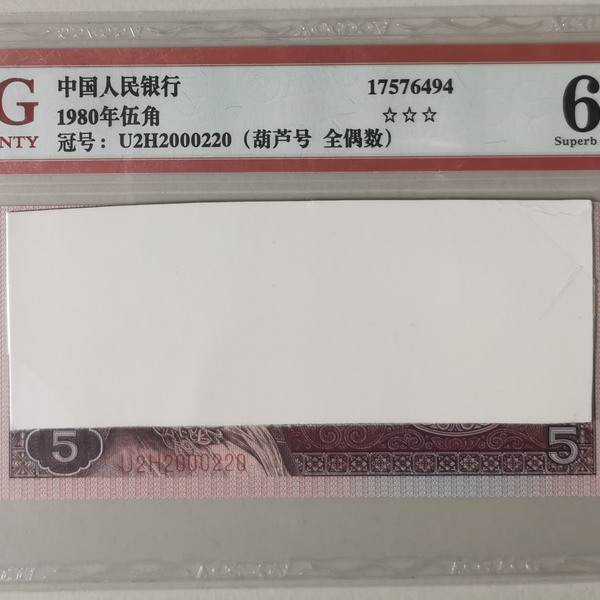 G
NTY
中国人民银行 17576494
1980年伍角 ☆☆☆
冠号: U2H2000220 (葫芦号 全偶数)
6
Superb
5 U2H2000220 5